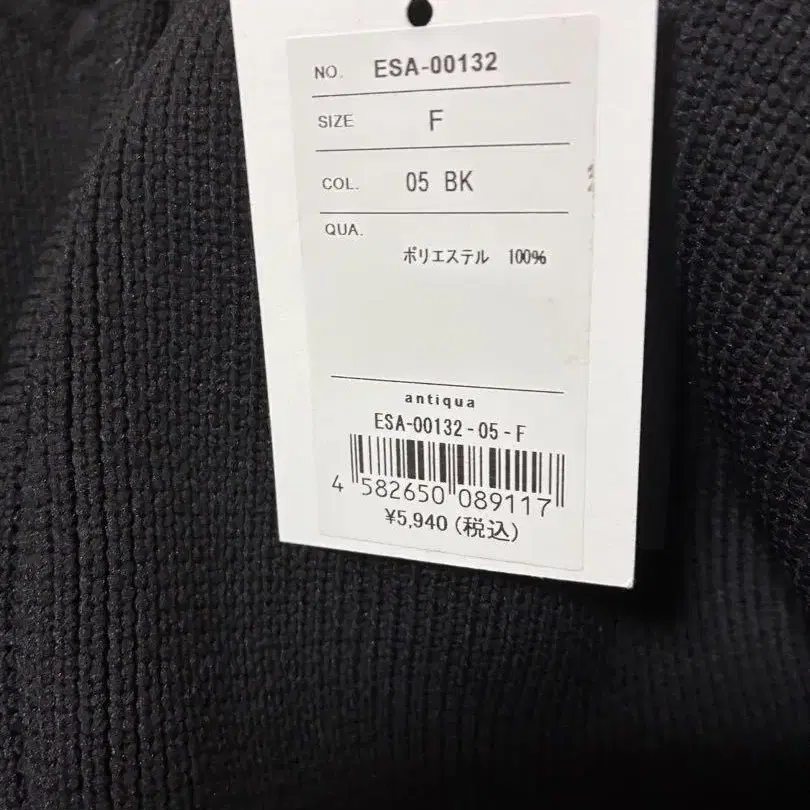 NO. ESA-00132
SIZE F
COL. 05 BK
QUA.
ポリエステル 100%
antiqua
ESA-00132-05-F
4 582650 089117
¥5,940(税込)